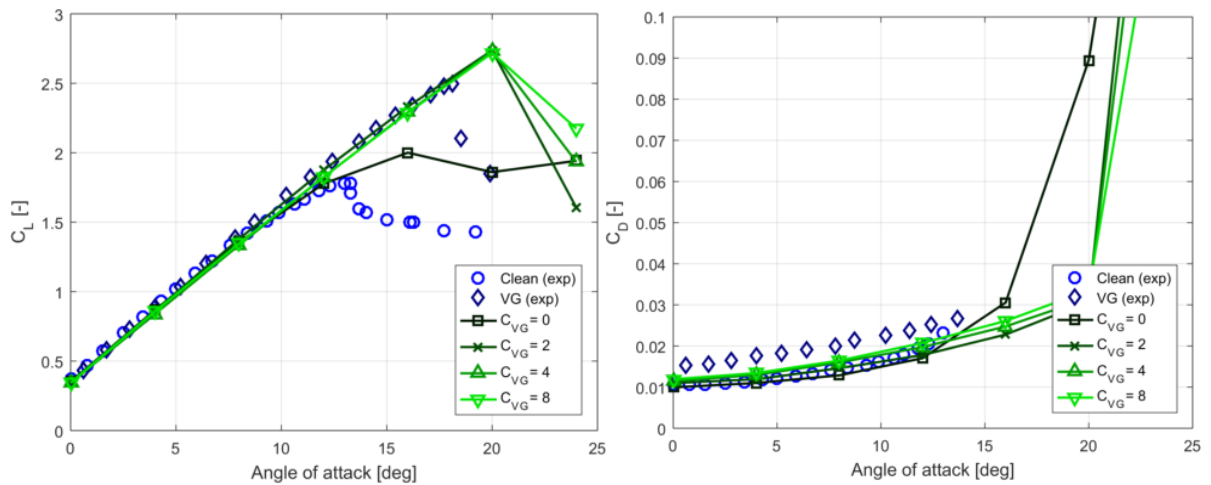 3
2.5
2
1.5
1
0.5
0
0 5 10 15 20 25
C_L [-]
Angle of attack [deg]
Clean (exp)
VG (exp)
C_VG = 0
C_VG = 2
C_VG = 4
C_VG = 8
0.1
0.09
0.08
0.07
0.06
0.05
0.04
0.03
0.02
0.01
0
0 5 10 15 20 25
C_D [-]
Angle of attack [deg]
Clean (exp)
VG (exp)
C_VG = 0
C_VG = 2
C_VG = 4
C_VG = 8